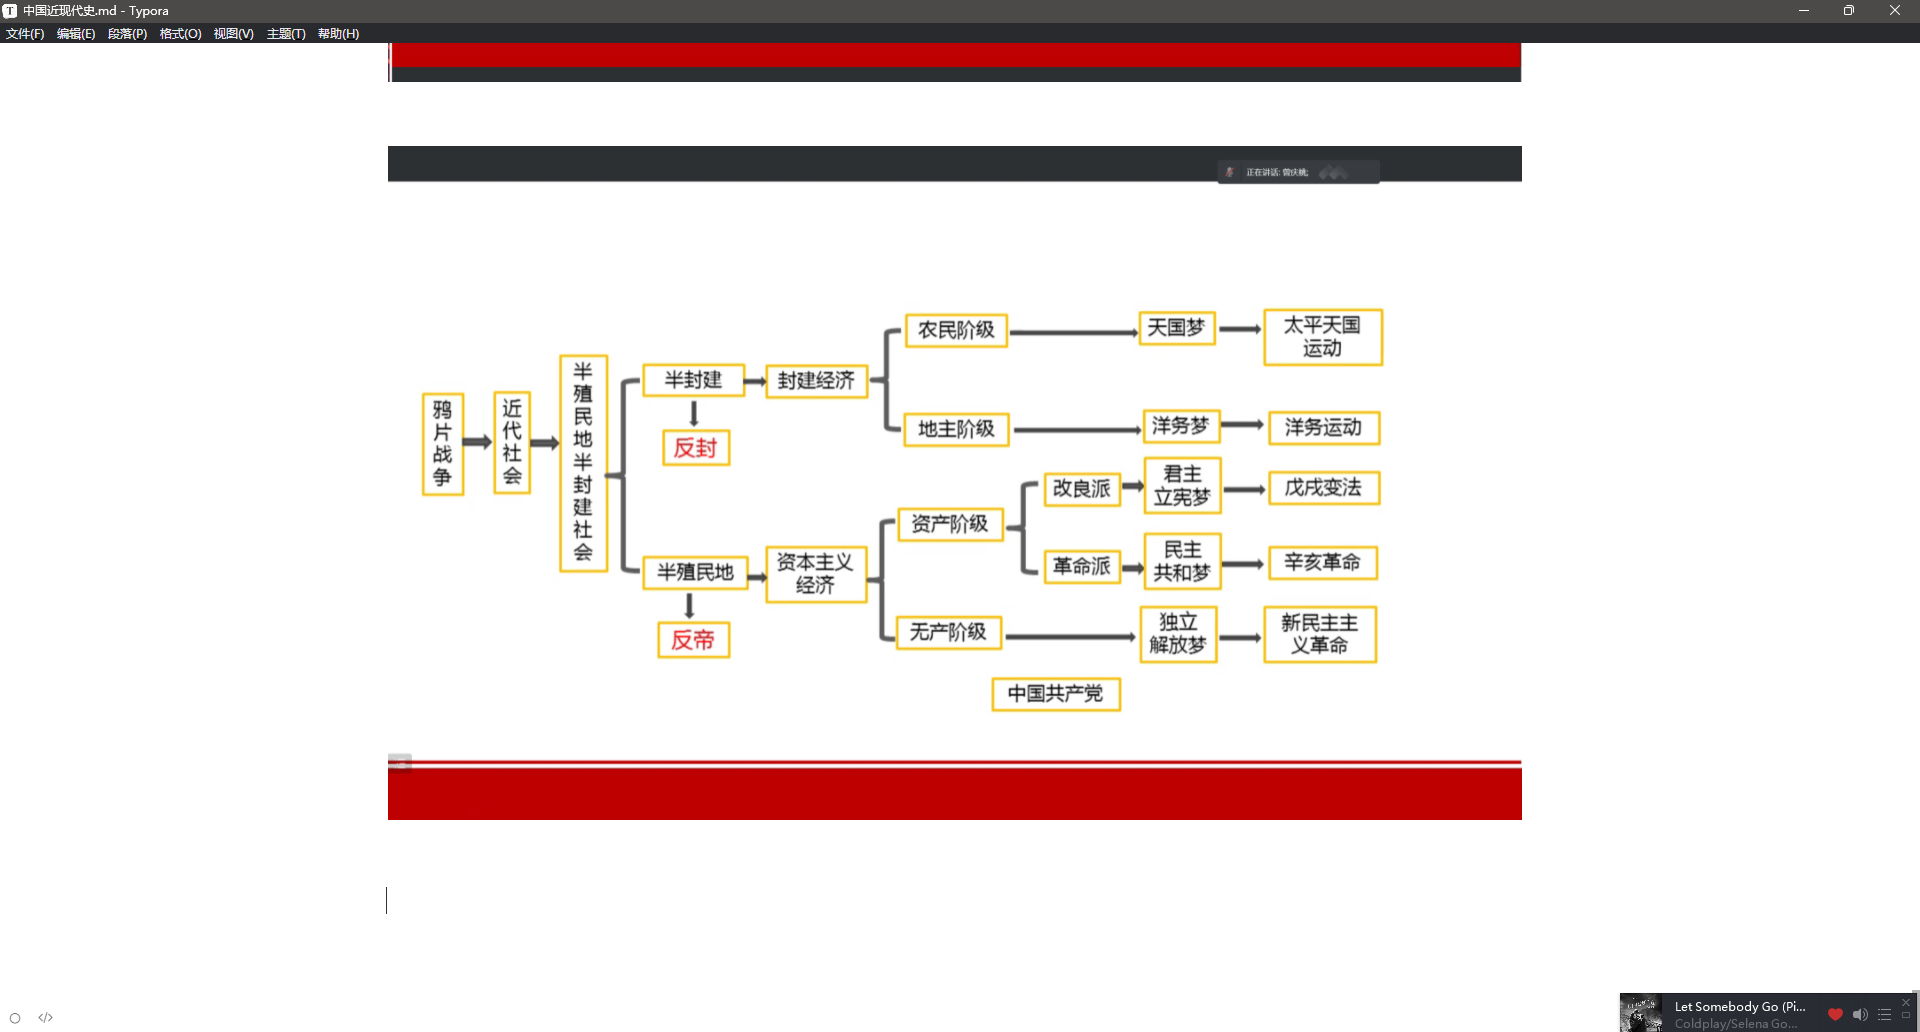 中国近现代史.md - Typora
文件(F) 编辑(E) 段落(P) 格式(O) 视图(V) 主题(T) 帮助(H)
正在讲话: 曾庆桃;
鸦片战争
近代社会
半殖民地半封建社会
半封建
反封
封建经济
农民阶级
天国梦
太平天国
运动
地主阶级
洋务梦
洋务运动
半殖民地
反帝
资本主义
经济
资产阶级
改良派
君主
立宪梦
戊戌变法
革命派
民主
共和梦
辛亥革命
无产阶级
独立
解放梦
新民主主
义革命
中国共产党
Let Somebody Go (Pi...
Coldplay/Selena Go...